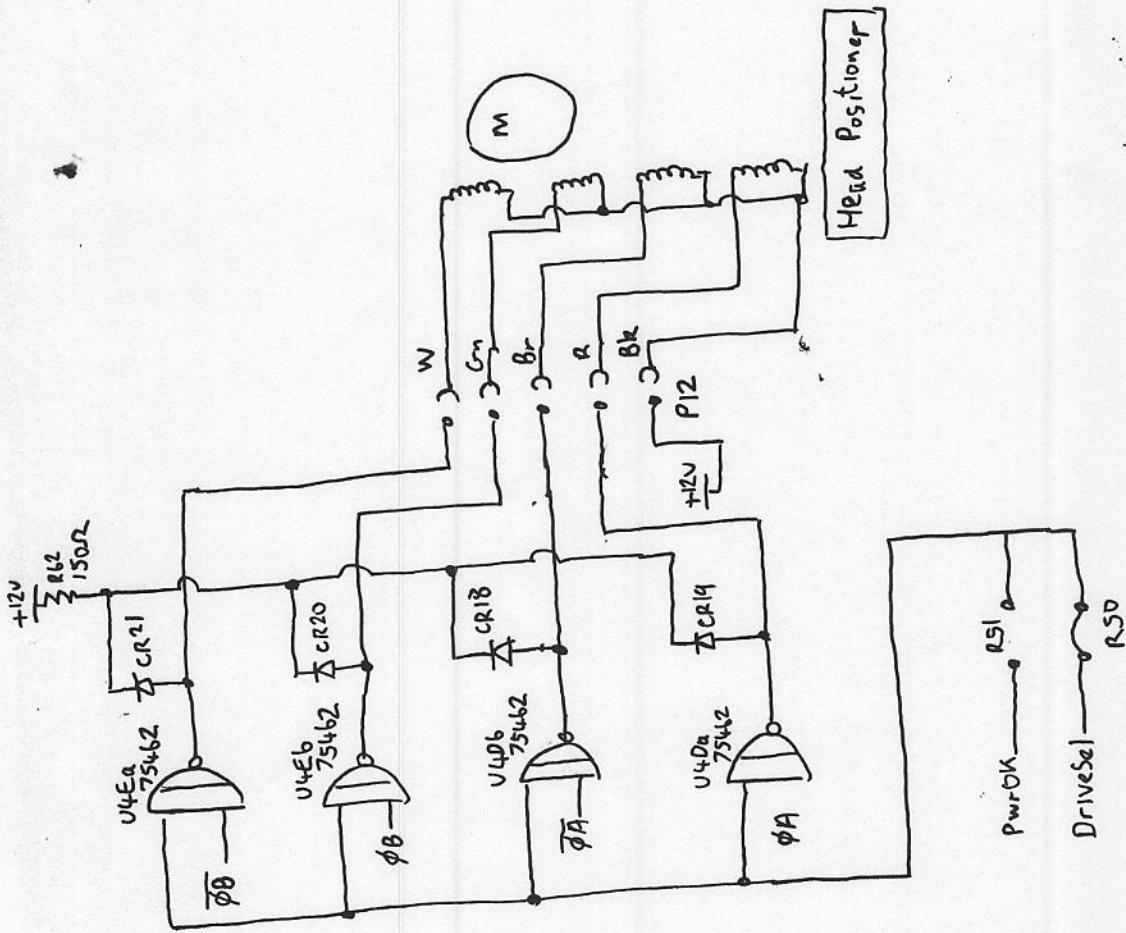 +12V
R62
150Ω
CR21
U4Ea
75462
φB
CR20
U4Eb
75462
φB
CR18
U4Db
75462
φA
CR19
U4Da
75462
φA
W
Gn
Br
R
Bk
P12
+12V
M
Head Positioner
PwrOK
R51
DriveSel
R50